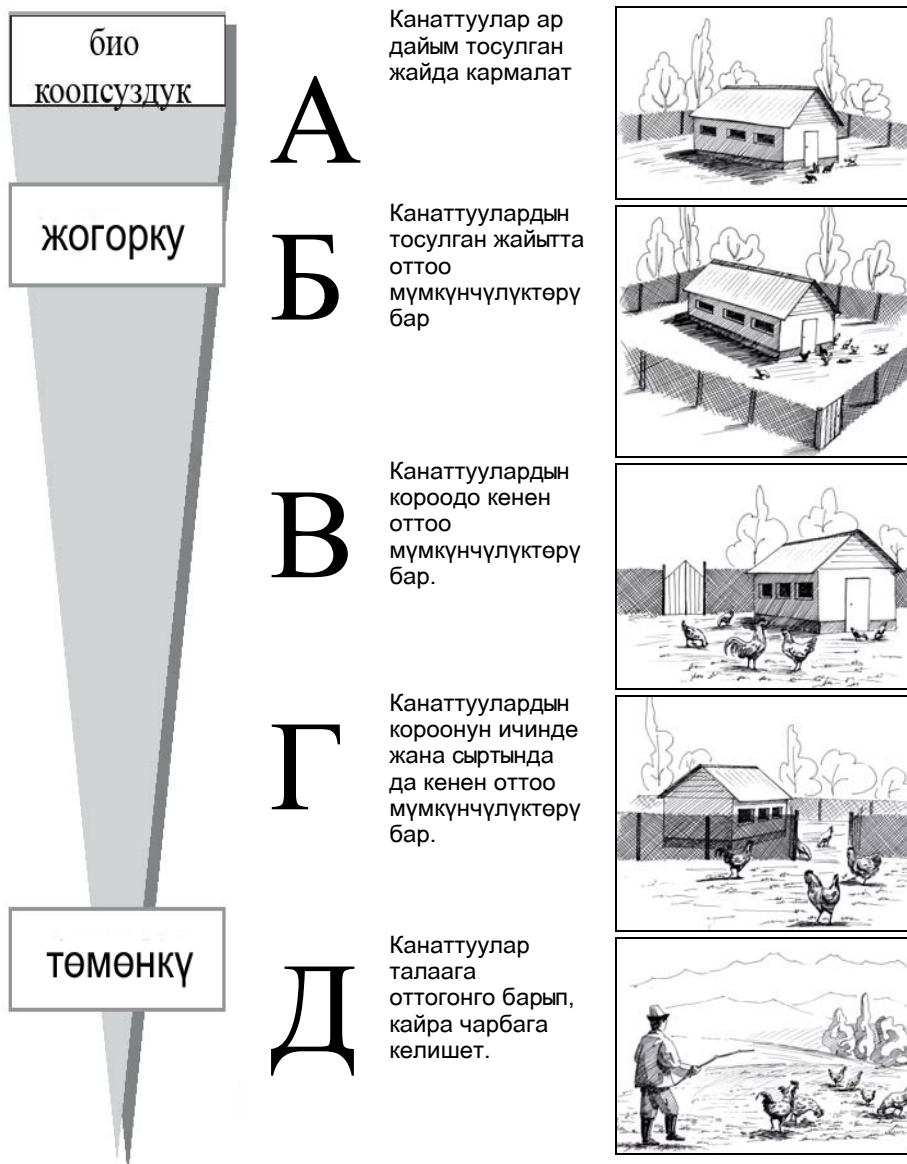 био
коопсуздук
жогорку
төмөнкү
А
Канаттуулар ар
дайым тосулган
жайда кармалат
Б
Канаттуулардын
тосулган жайытта
оттоо
мүмкүнчүлүктөрү
бар
В
Канаттуулардын
короодо кенен
оттоо
мүмкүнчүлүктөрү
бар.
Г
Канаттуулардын
короонун ичинде
жана сыртында
да кенен оттоо
мүмкүнчүлүктөрү
бар.
Д
Канаттуулар
талаага
оттогонго барып,
кайра чарбага
келишет.